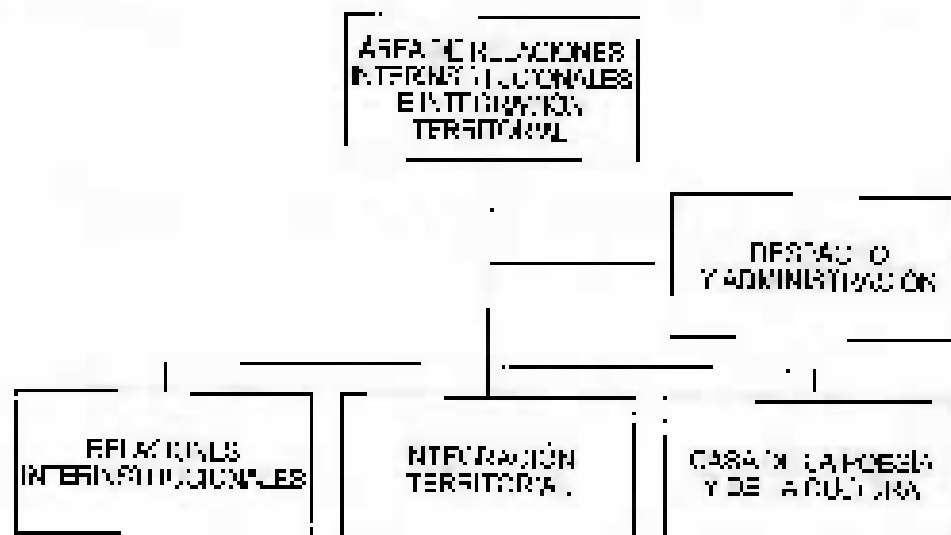 ÁREA DE RELACIONES
INTERINSTITUCIONALES
E INTEGRACIÓN
TERRITORIAL
DESPACHO
Y ADMINISTRACIÓN
RELACIONES
INTERINSTITUCIONALES
INTEGRACIÓN
TERRITORIAL
CASA DE LA POESÍA
Y DE LA CULTURA